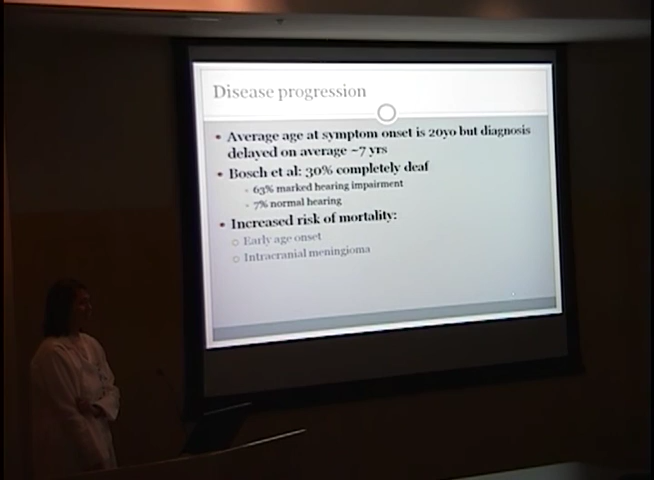 Disease progression
• Average age at symptom onset is 20yo but diagnosis
delayed on average ~7 yrs
• Bosch et al: 30% completely deaf
◦ 63% marked hearing impairment
◦ 7% normal hearing
• Increased risk of mortality:
○ Early age onset
○ Intracranial meningioma